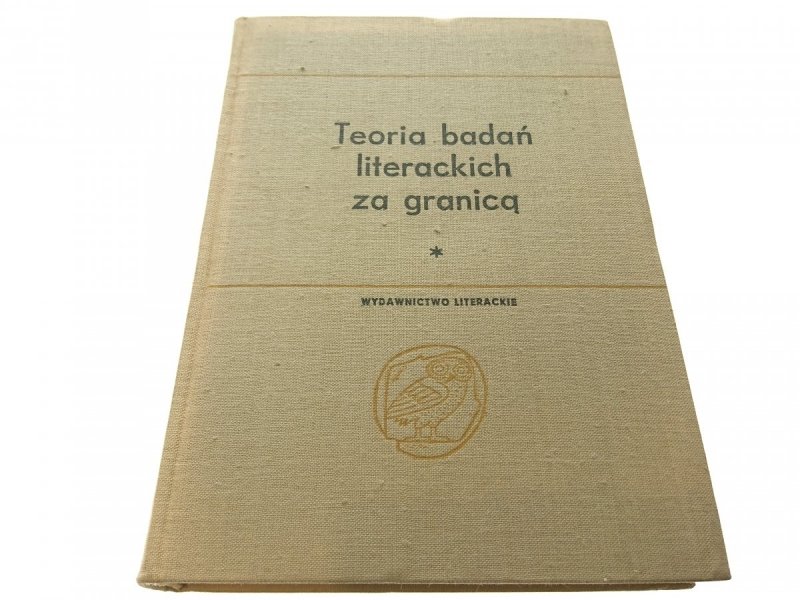 Teoria badań
literackich
za granicą
*
WYDAWNICTWO LITERACKIE